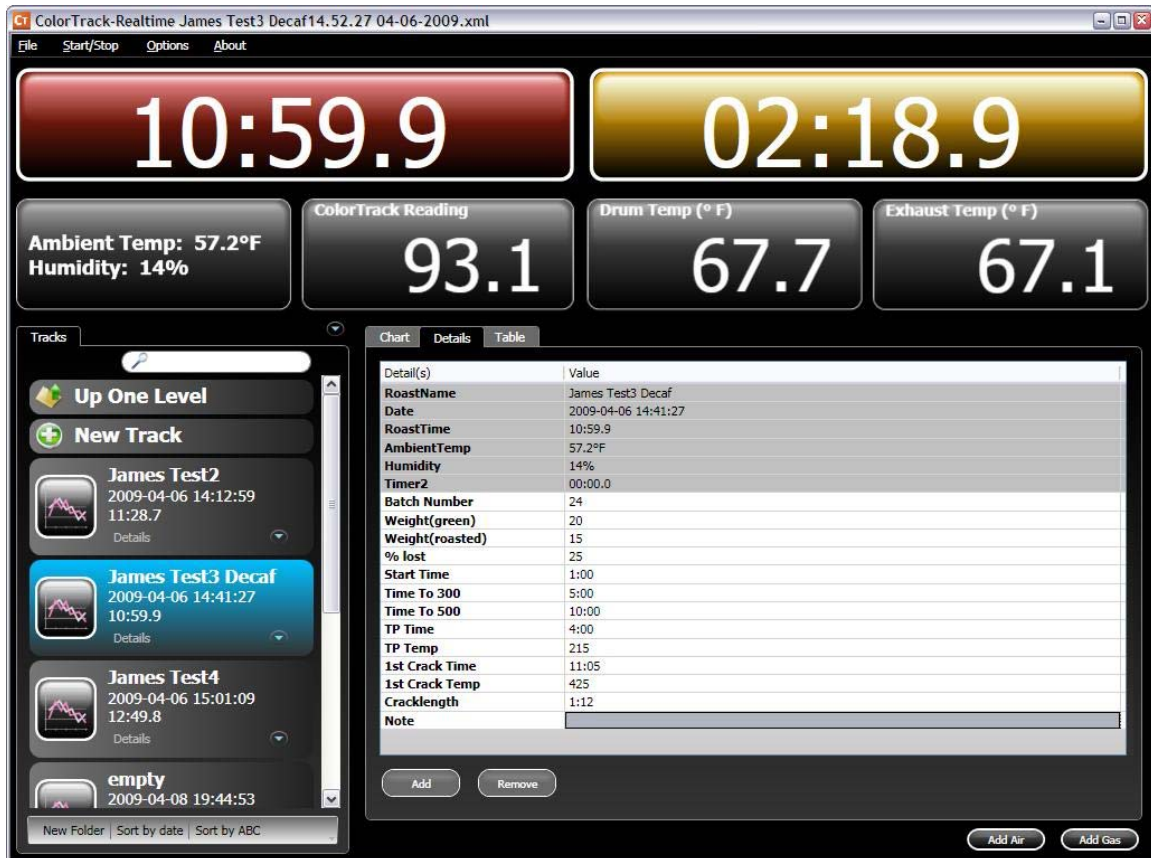 CT ColorTrack-Realtime James Test3 Decaf14.52.27 04-06-2009.xml
File Start/Stop Options About
10:59.9
02:18.9
Ambient Temp: 57.2°F
Humidity: 14%
ColorTrack Reading
93.1
Drum Temp (° F)
67.7
Exhaust Temp (° F)
67.1
Tracks
Up One Level
New Track
James Test2
2009-04-06 14:12:59
11:28.7
Details
James Test3 Decaf
2009-04-06 14:41:27
10:59.9
Details
James Test4
2009-04-06 15:01:09
12:49.8
Details
empty
2009-04-08 19:44:53
New Folder | Sort by date | Sort by ABC
Chart Details Table
Detail(s) Value
RoastName James Test3 Decaf
Date 2009-04-06 14:41:27
RoastTime 10:59.9
AmbientTemp 57.2°F
Humidity 14%
Timer2 00:00.0
Batch Number 24
Weight(green) 20
Weight(roasted) 15
% lost 25
Start Time 1:00
Time To 300 5:00
Time To 500 10:00
TP Time 4:00
TP Temp 215
1st Crack Time 11:05
1st Crack Temp 425
Cracklength 1:12
Note
Add Remove
Add Air Add Gas